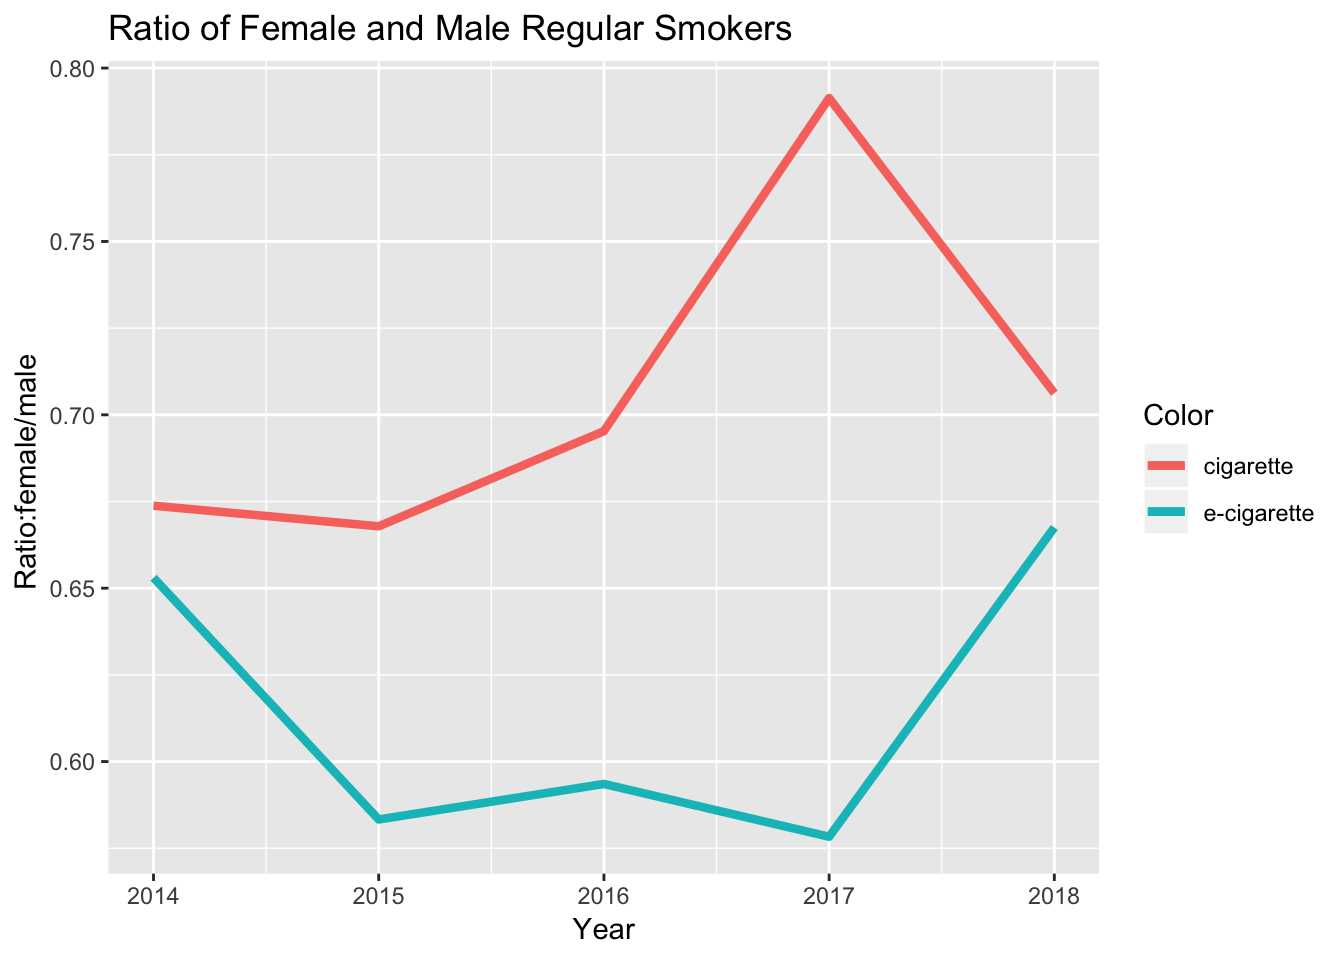 Ratio of Female and Male Regular Smokers
0.80
0.75
0.70
0.65
0.60
Ratio:female/male
2014 2015 2016 2017 2018
Year
Color
cigarette
e-cigarette